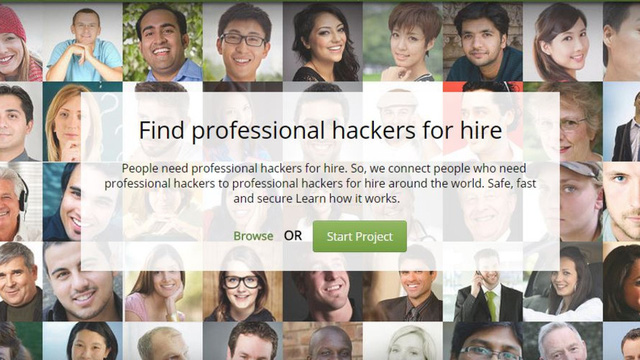 Find professional hackers for hire
People need professional hackers for hire. So, we connect people who need
professional hackers to professional hackers for hire around the world. Safe, fast
and secure Learn how it works.
Browse OR Start Project